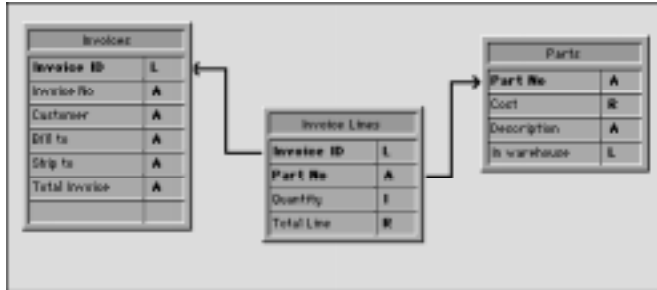 Invoices
Invoice ID L
Invoice No A
Customer A
Bill to A
Ship to A
Total Invoice A
Invoice Lines
Invoice ID L
Part No A
Quantity I
Total Line R
Parts
Part No A
Cost R
Description A
In warehouse L